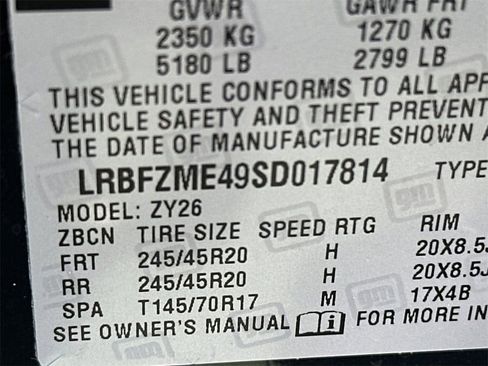 GVWR GAWR FRT
2350 KG 1270 KG
5180 LB 2799 LB
THIS VEHICLE CONFORMS TO ALL APP
VEHICLE SAFETY AND THEFT PREVENT
THE DATE OF MANUFACTURE SHOWN A
LRBFZME49SD017814 TYPE
MODEL: ZY26
ZBCN TIRE SIZE SPEED RTG RIM
FRT 245/45R20 H 20X8.5J
RR 245/45R20 H 20X8.5J
SPA T145/70R17 M 17X4B
SEE OWNER'S MANUAL FOR MORE IN